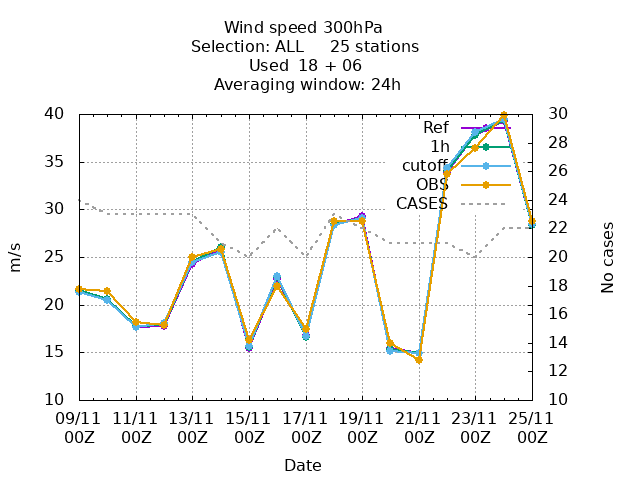 Wind speed 300hPa
Selection: ALL 25 stations
Used 18 + 06
Averaging window: 24h
40
35
30
25
20
15
10
m/s
30
28
26
24
22
20
18
16
14
12
10
No cases
Ref
1h
cutoff
OBS
CASES
09/11 11/11 13/11 15/11 17/11 19/11 21/11 23/11 25/11
00Z 00Z 00Z 00Z 00Z 00Z 00Z 00Z 00Z
Date